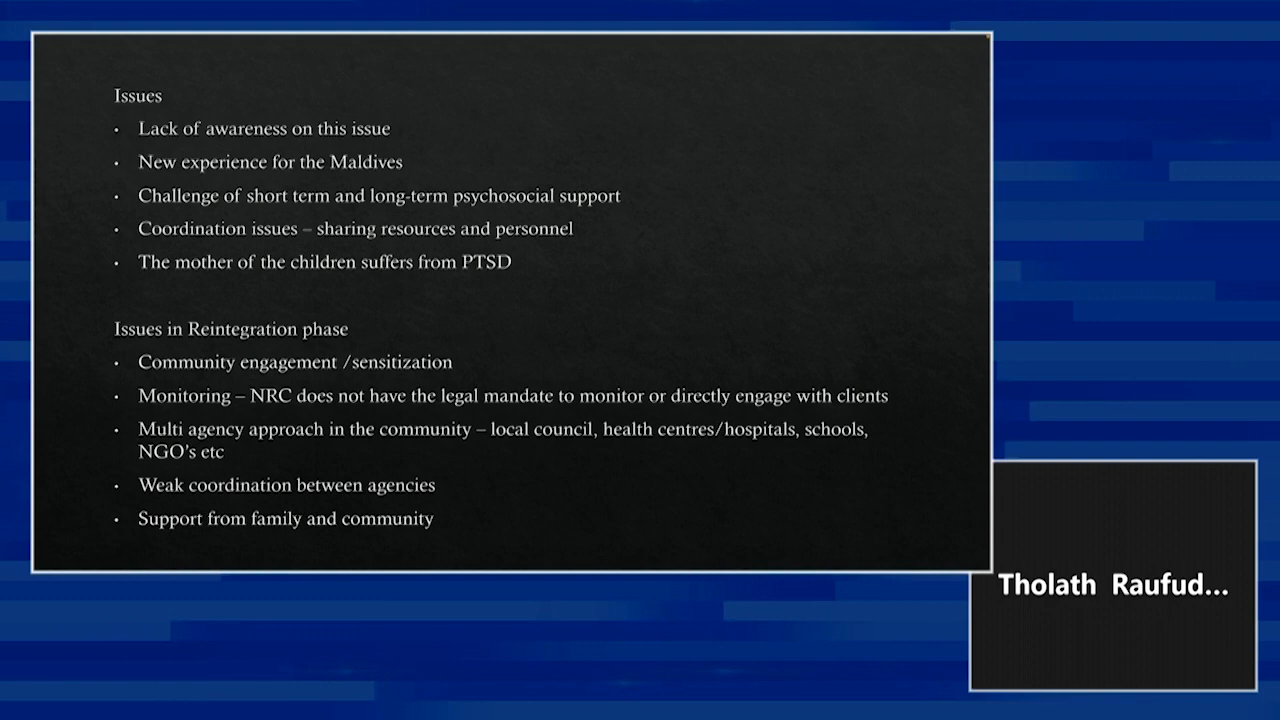 Issues
• Lack of awareness on this issue
• New experience for the Maldives
• Challenge of short term and long-term psychosocial support
• Coordination issues – sharing resources and personnel
• The mother of the children suffers from PTSD
Issues in Reintegration phase
• Community engagement /sensitization
• Monitoring – NRC does not have the legal mandate to monitor or directly engage with clients
• Multi agency approach in the community – local council, health centres/hospitals, schools,
NGO's etc
• Weak coordination between agencies
• Support from family and community
Tholath Raufud...